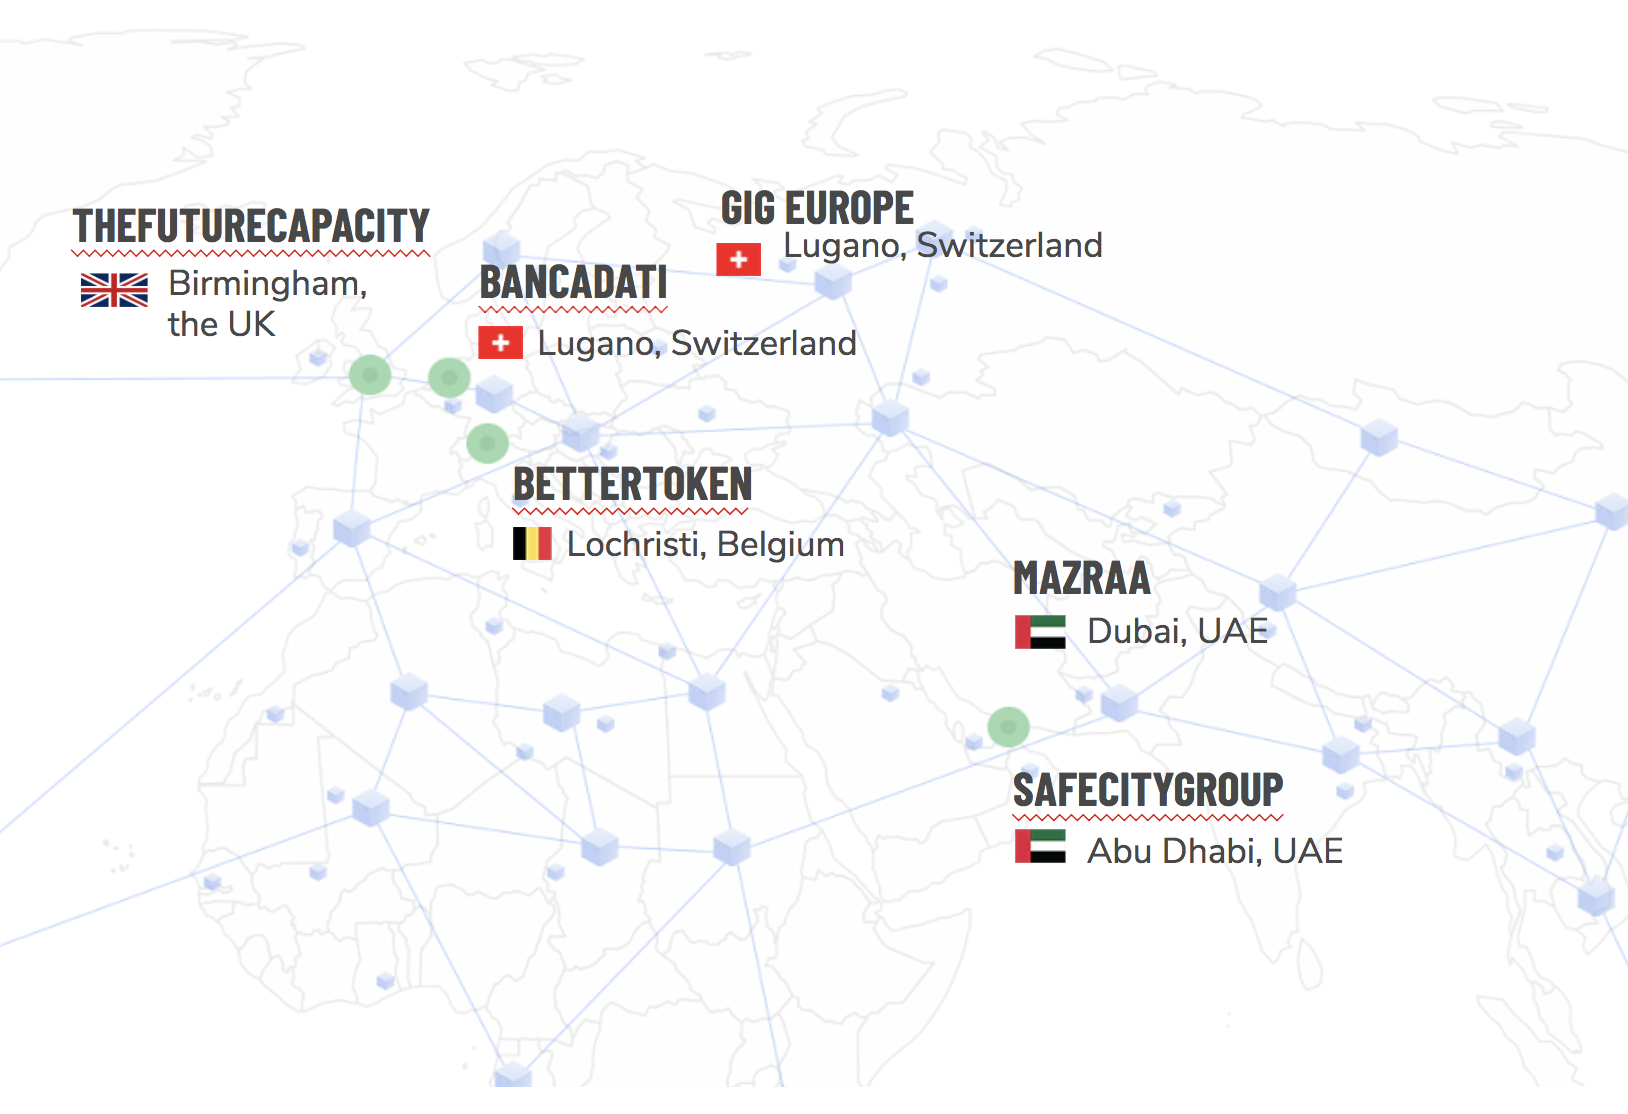 THEFUTURECAPACITY
Birmingham,
the UK
GIG EUROPE
Lugano, Switzerland
BANCADATI
Lugano, Switzerland
BETTERTOKEN
Lochristi, Belgium
MAZRAA
Dubai, UAE
SAFECITYGROUP
Abu Dhabi, UAE